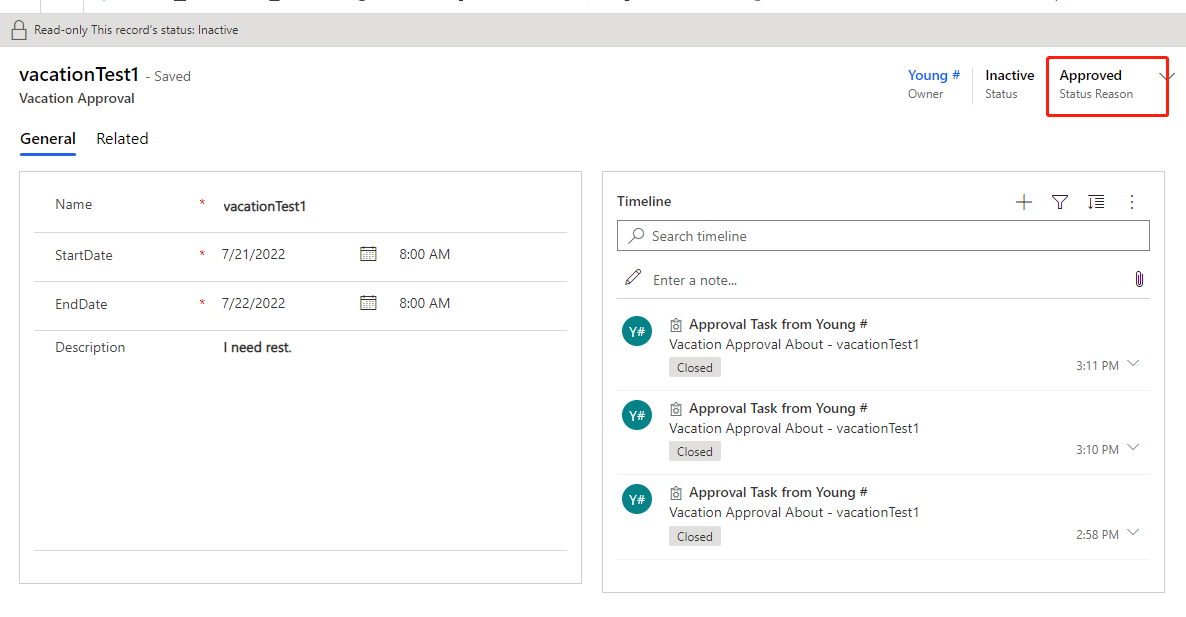 Read-only This record's status: Inactive
vacationTest1 - Saved
Vacation Approval
Young #
Owner
Inactive
Status
Approved
Status Reason
General Related
Name * vacationTest1
StartDate * 7/21/2022 8:00 AM
EndDate * 7/22/2022 8:00 AM
Description I need rest.
Timeline
Search timeline
Enter a note...
Y# Approval Task from Young #
Vacation Approval About - vacationTest1
Closed
3:11 PM
Y# Approval Task from Young #
Vacation Approval About - vacationTest1
Closed
3:10 PM
Y# Approval Task from Young #
Vacation Approval About - vacationTest1
Closed
2:58 PM